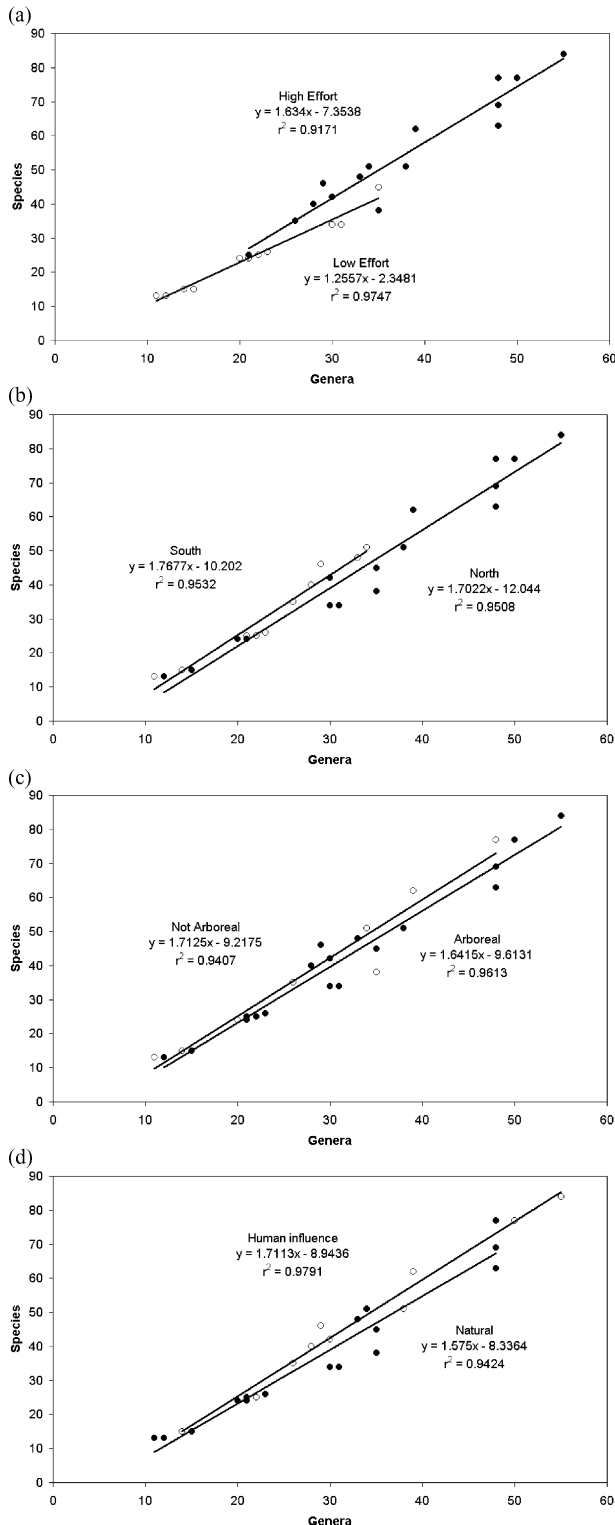 (a)
90
80
70
60
50
40
30
20
10
0
Species
High Effort
y = 1.634x - 7.3538
r² = 0.9171
Low Effort
y = 1.2557x - 2.3481
r² = 0.9747
0 10 20 30 40 50 60
Genera
(b)
90
80
70
60
50
40
30
20
10
0
Species
South
y = 1.7677x - 10.202
r² = 0.9532
North
y = 1.7022x - 12.044
r² = 0.9508
0 10 20 30 40 50 60
Genera
(c)
90
80
70
60
50
40
30
20
10
0
Species
Not Arboreal
y = 1.7125x - 9.2175
r² = 0.9407
Arboreal
y = 1.6415x - 9.6131
r² = 0.9613
0 10 20 30 40 50 60
Genera
(d)
90
80
70
60
50
40
30
20
10
0
Species
Human influence
y = 1.7113x - 8.9436
r² = 0.9791
Natural
y = 1.575x - 8.3364
r² = 0.9424
0 10 20 30 40 50 60
Genera